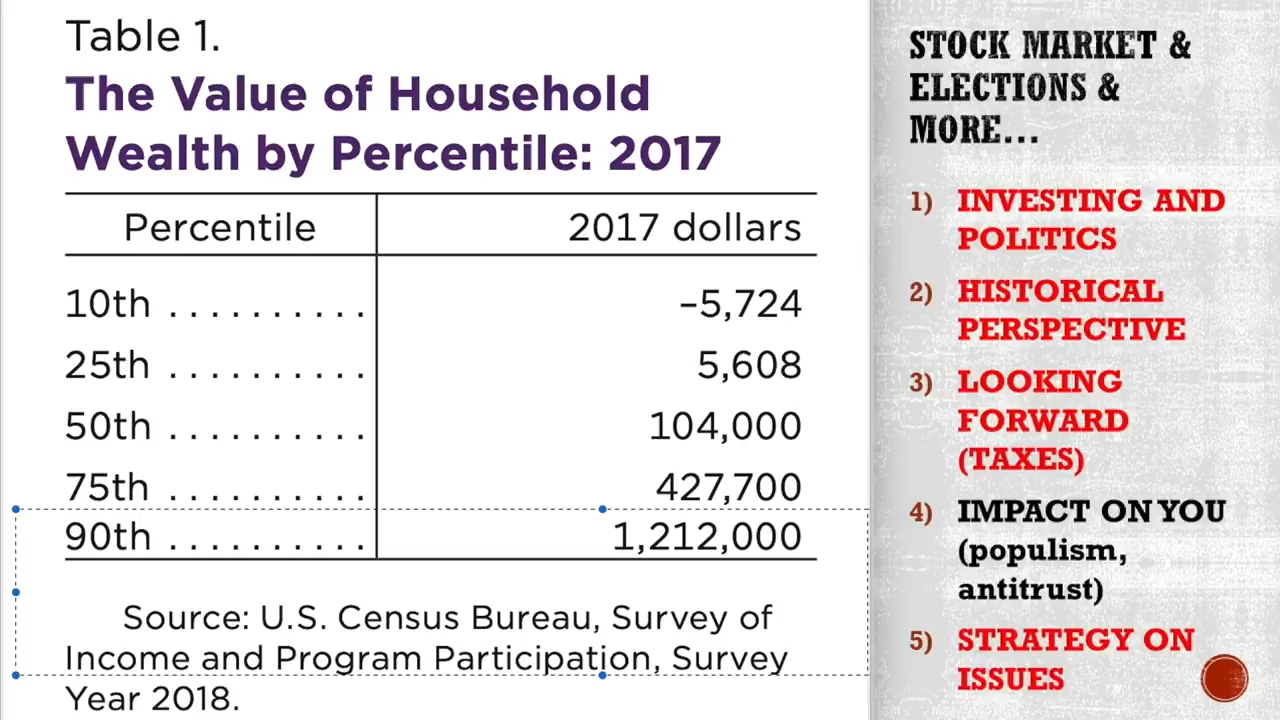 Table 1.
The Value of Household
Wealth by Percentile: 2017
Percentile 2017 dollars
10th . . . . . . . . . . –5,724
25th . . . . . . . . . . 5,608
50th . . . . . . . . . . 104,000
75th . . . . . . . . . . 427,700
90th . . . . . . . . . . 1,212,000
Source: U.S. Census Bureau, Survey of
Income and Program Participation, Survey
Year 2018.
STOCK MARKET &
ELECTIONS &
MORE...
1) INVESTING AND
POLITICS
2) HISTORICAL
PERSPECTIVE
3) LOOKING
FORWARD
(TAXES)
4) IMPACT ON YOU
(populism,
antitrust)
5) STRATEGY ON
ISSUES